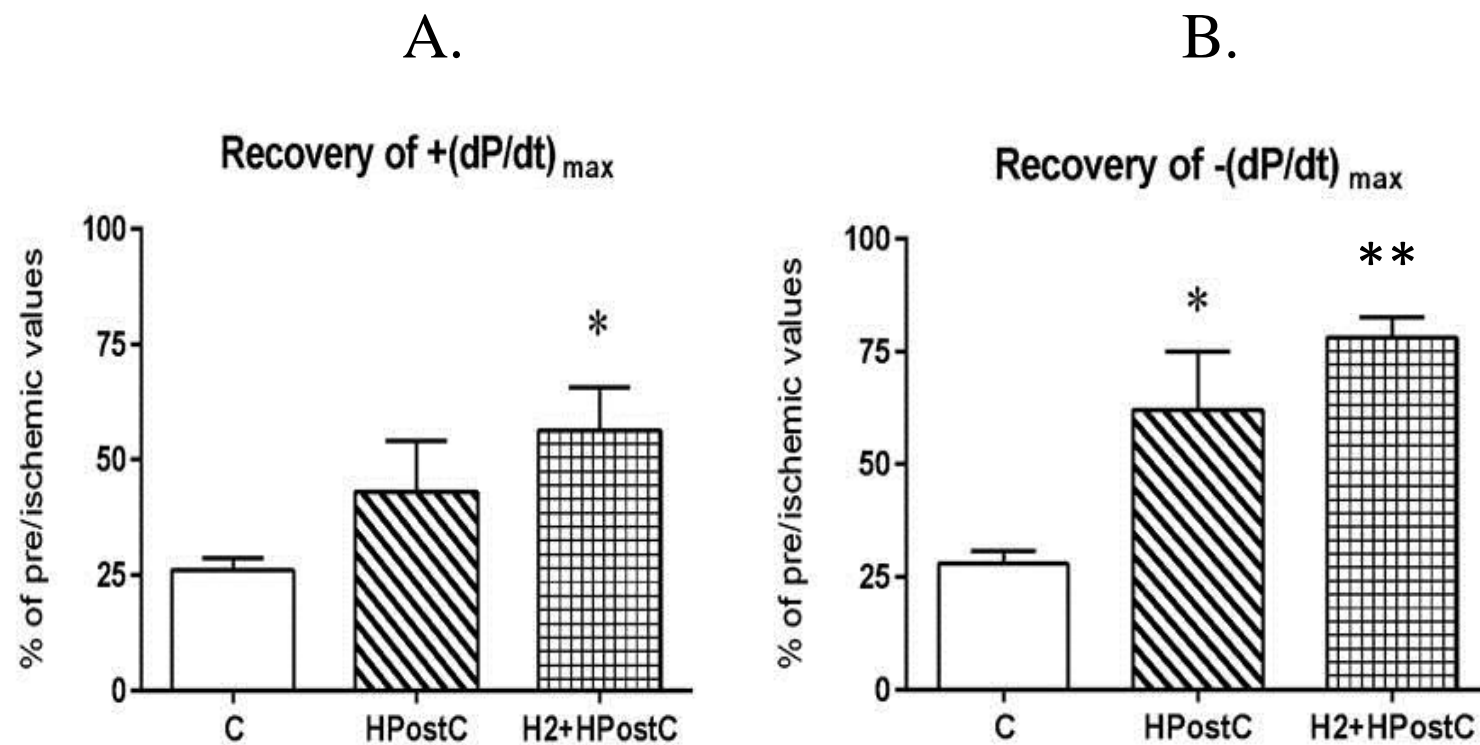 A.
Recovery of +(dP/dt) max
% of pre/ischemic values
100
75
50
25
0
*
C
HPostC
H2+HPostC
B.
Recovery of -(dP/dt) max
% of pre/ischemic values
100
75
50
25
0
*
**
C
HPostC
H2+HPostC